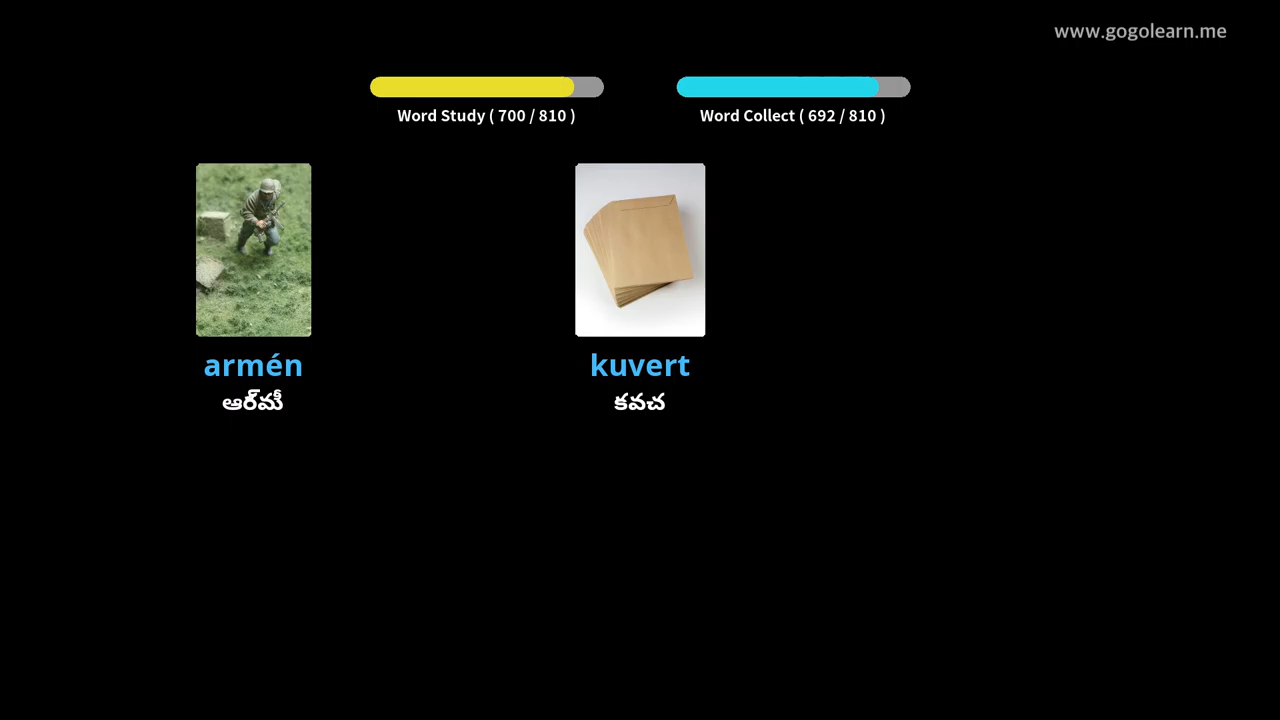 www.gogolearn.me
Word Study ( 700 / 810 )
Word Collect ( 692 / 810 )
armén
ఆర్‌మీ
kuvert
కవచ